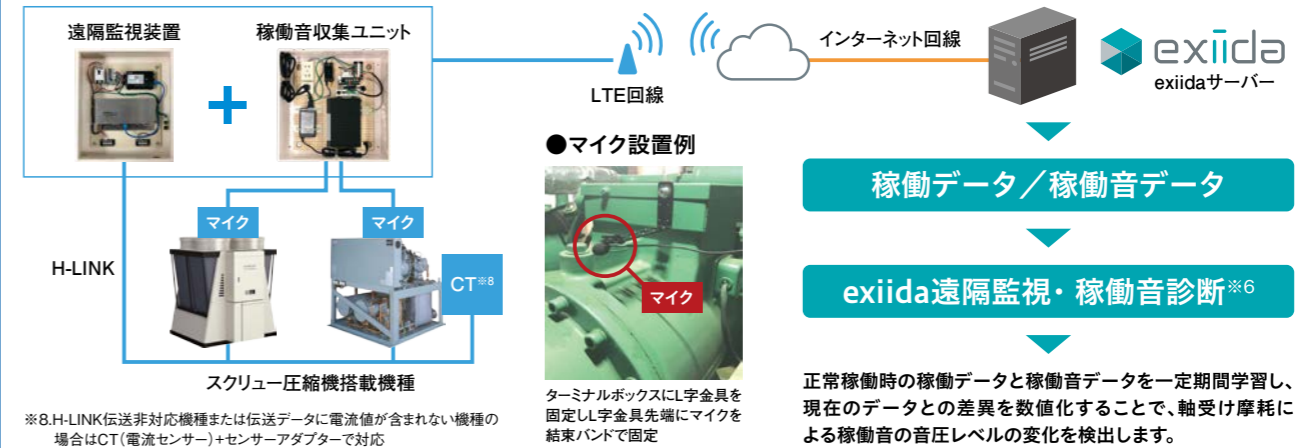 遠隔監視装置
稼働音収集ユニット
+
マイク
マイク
H-LINK
CT※8
スクリュー圧縮機搭載機種
※8.H-LINK伝送非対応機種または伝送データに電流値が含まれない機種の
場合はCT(電流センサー)+センサーアダプターで対応
LTE回線
インターネット回線
exiida
exiidaサーバー
●マイク設置例
マイク
ターミナルボックスにL字金具を
固定しL字金具先端にマイクを
結束バンドで固定
稼働データ／稼働音データ
exiida遠隔監視・稼働音診断※6
正常稼働時の稼働データと稼働音データを一定期間学習し、
現在のデータとの差異を数値化することで、軸受け摩耗に
よる稼働音の音圧レベルの変化を検出します。